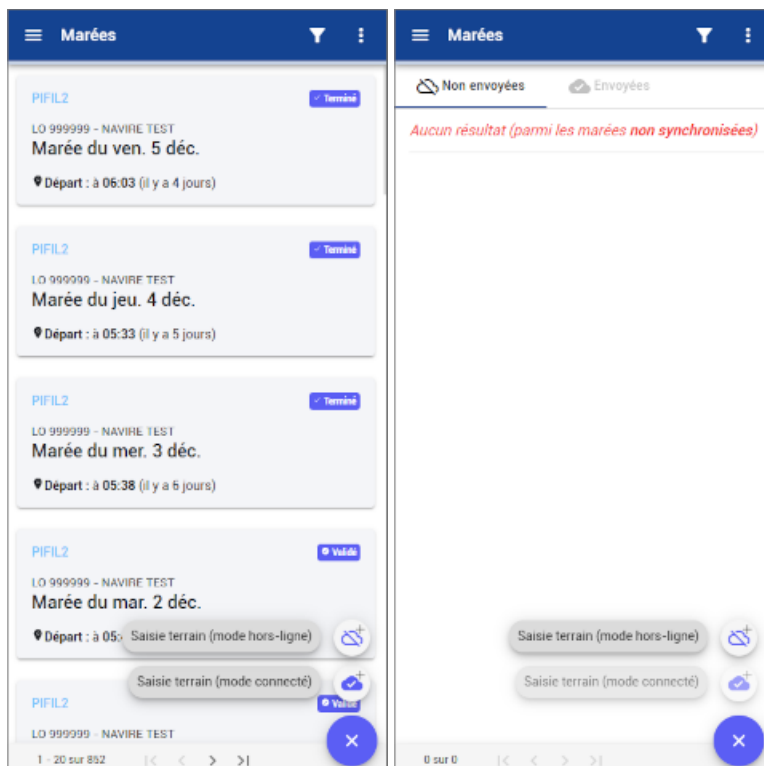 Marées
PIFIL2
Terminé
LO 999999 - NAVIRE TEST
Marée du ven. 5 déc.
Départ : à 06:03 (il y a 4 jours)
PIFIL2
Terminé
LO 999999 - NAVIRE TEST
Marée du jeu. 4 déc.
Départ : à 05:33 (il y a 5 jours)
PIFIL2
Terminé
LO 999999 - NAVIRE TEST
Marée du mer. 3 déc.
Départ : à 05:38 (il y a 6 jours)
PIFIL2
Validé
LO 999999 - NAVIRE TEST
Marée du mar. 2 déc.
Départ : à 05:
Saisie terrain (mode hors-ligne)
Saisie terrain (mode connecté)
PIFIL2
LO 999999 - NAVIRE TEST
1 - 20 sur 852
Marées
Non envoyées
Envoyées
Aucun résultat (parmi les marées non synchronisées)
Saisie terrain (mode hors-ligne)
Saisie terrain (mode connecté)
0 sur 0